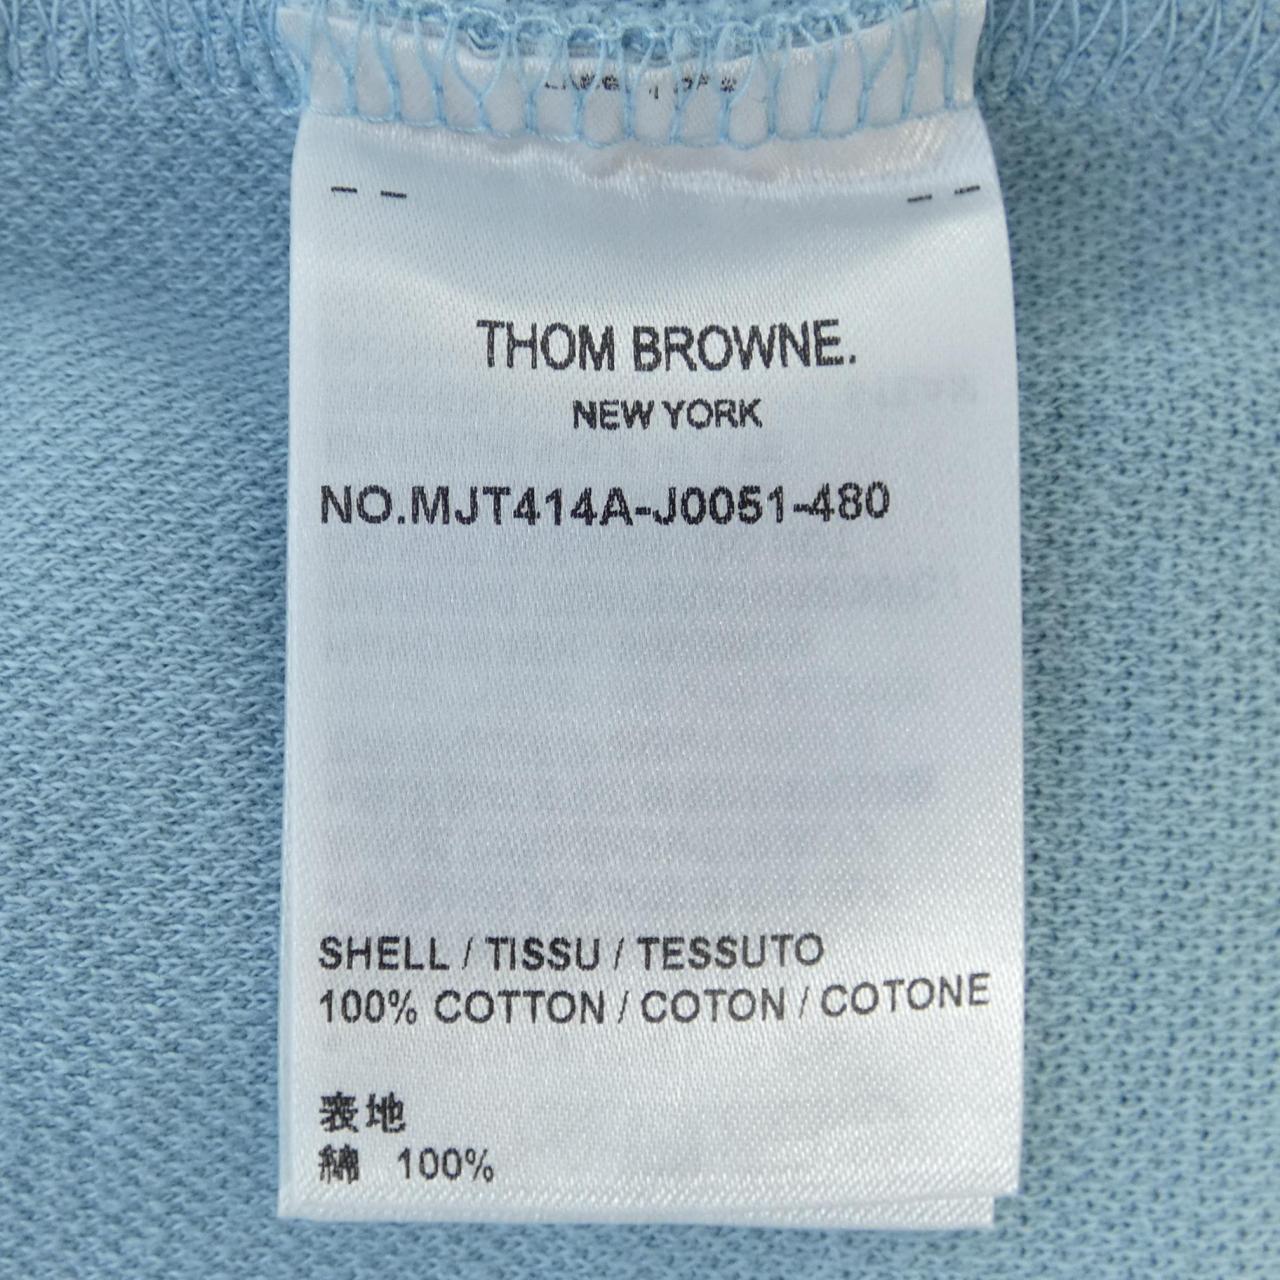 THOM BROWNE.
NEW YORK
NO.MJT414A-J0051-480
SHELL / TISSU / TESSUTO
100% COTTON / COTON / COTONE
表地
綿 100%